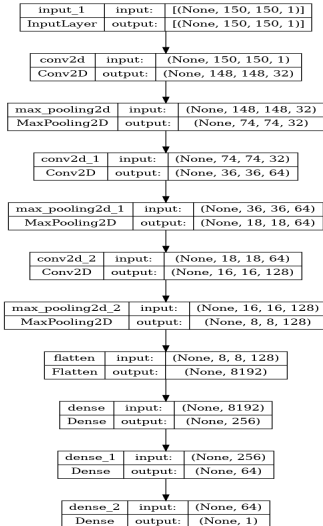 input_1 input: [(None, 150, 150, 1)]
InputLayer output: [(None, 150, 150, 1)]
conv2d input: (None, 150, 150, 1)
Conv2D output: (None, 148, 148, 32)
max_pooling2d input: (None, 148, 148, 32)
MaxPooling2D output: (None, 74, 74, 32)
conv2d_1 input: (None, 74, 74, 32)
Conv2D output: (None, 36, 36, 64)
max_pooling2d_1 input: (None, 36, 36, 64)
MaxPooling2D output: (None, 18, 18, 64)
conv2d_2 input: (None, 18, 18, 64)
Conv2D output: (None, 16, 16, 128)
max_pooling2d_2 input: (None, 16, 16, 128)
MaxPooling2D output: (None, 8, 8, 128)
flatten input: (None, 8, 8, 128)
Flatten output: (None, 8192)
dense input: (None, 8192)
Dense output: (None, 256)
dense_1 input: (None, 256)
Dense output: (None, 64)
dense_2 input: (None, 64)
Dense output: (None, 1)